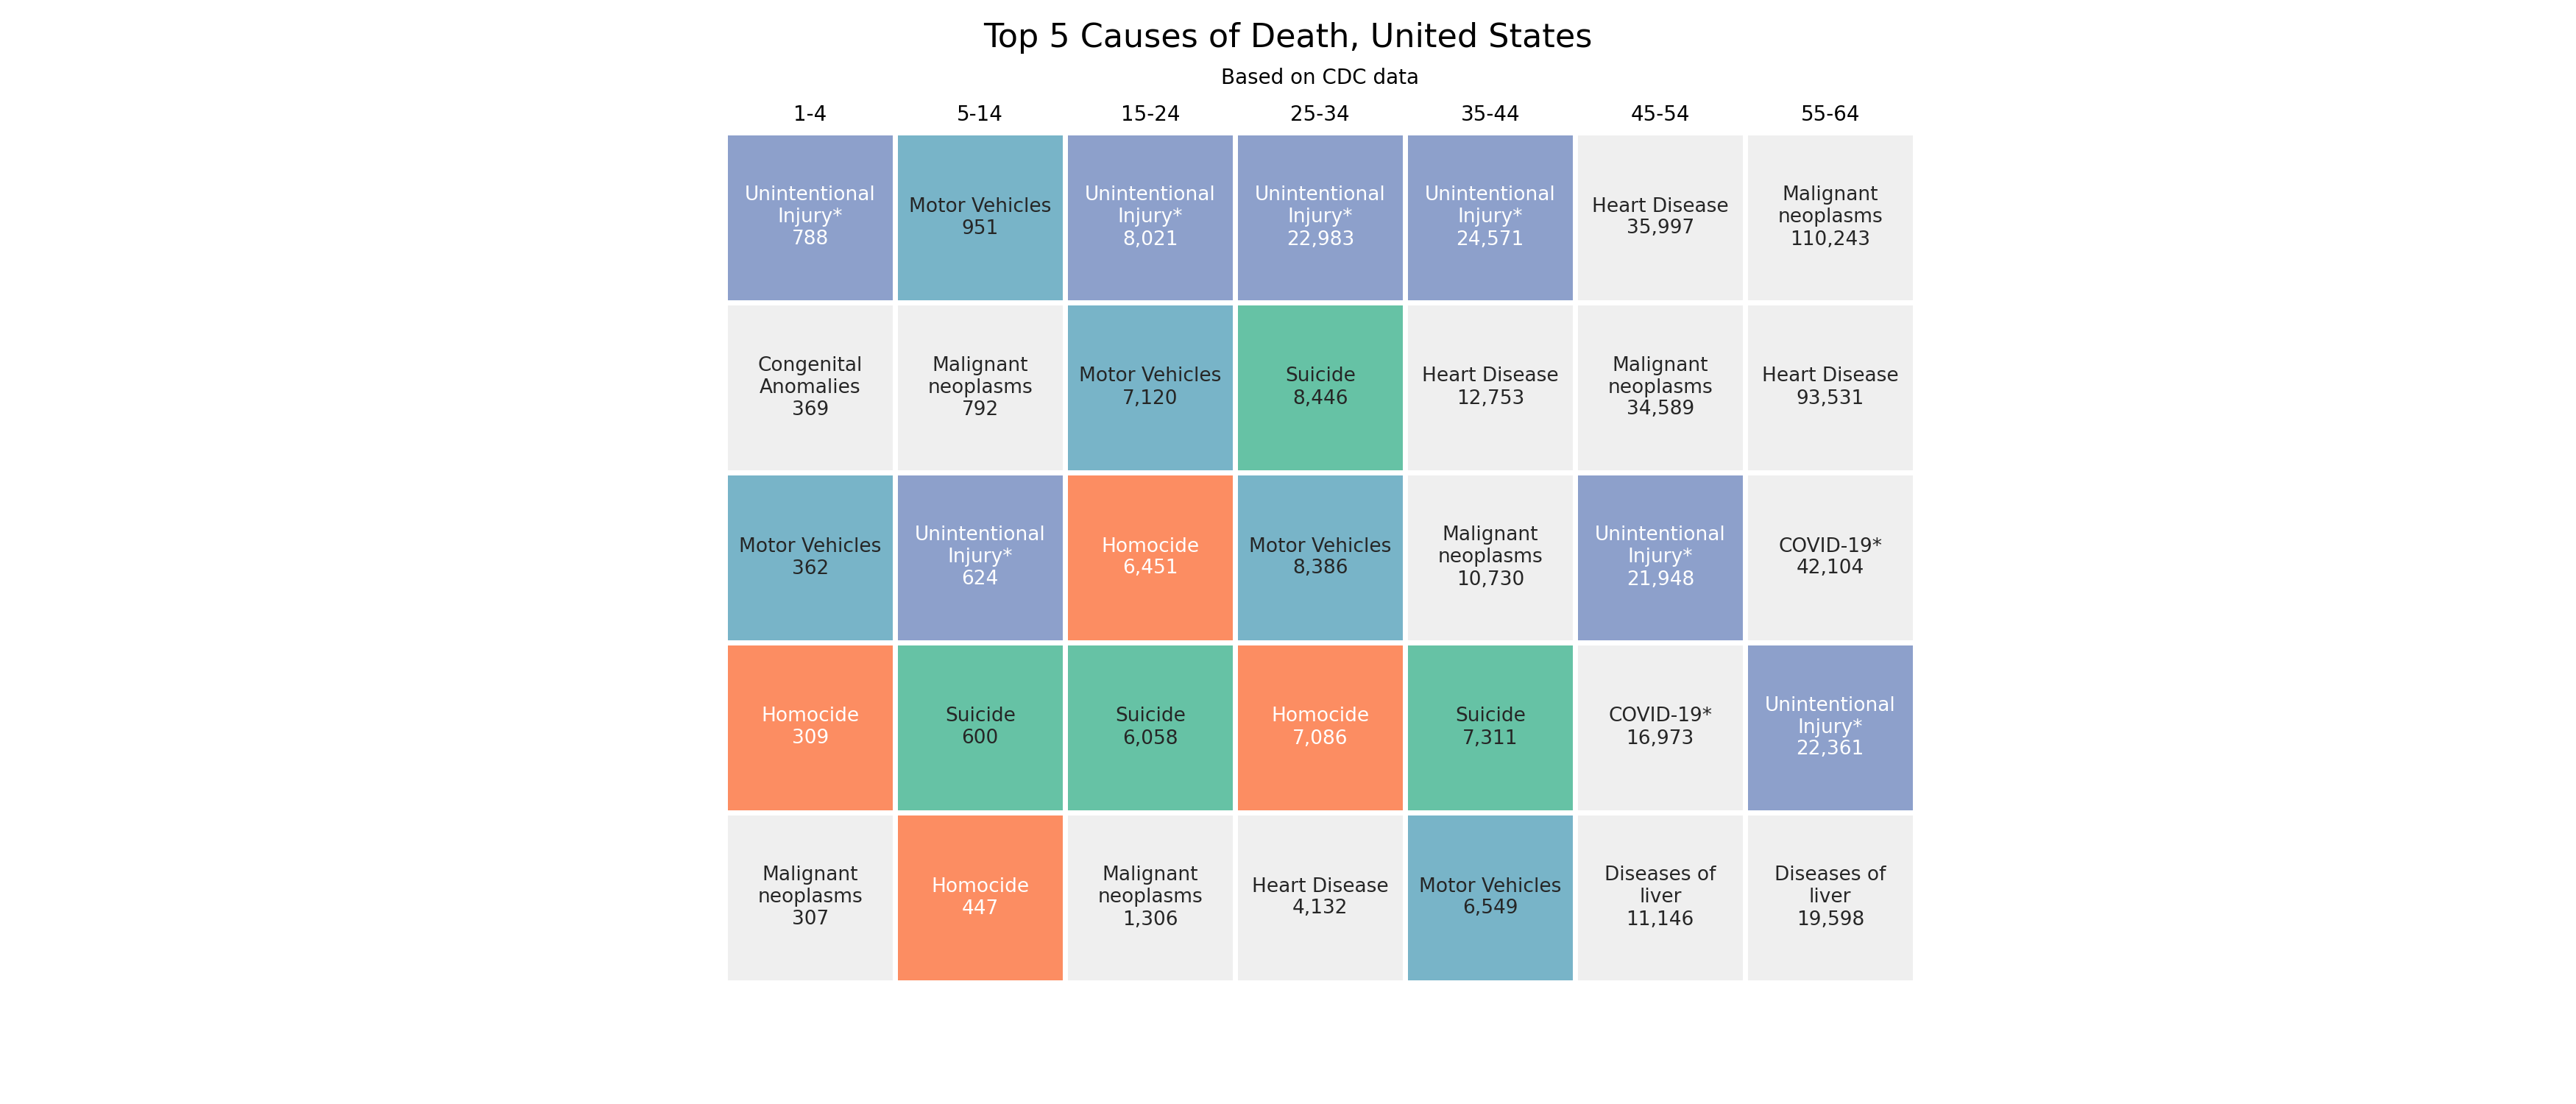 Top 5 Causes of Death, United States
Based on CDC data
1-4
5-14
15-24
25-34
35-44
45-54
55-64
Unintentional
Injury*
788
Motor Vehicles
951
Unintentional
Injury*
8,021
Unintentional
Injury*
22,983
Unintentional
Injury*
24,571
Heart Disease
35,997
Malignant
neoplasms
110,243
Congenital
Anomalies
369
Malignant
neoplasms
792
Motor Vehicles
7,120
Suicide
8,446
Heart Disease
12,753
Malignant
neoplasms
34,589
Heart Disease
93,531
Motor Vehicles
362
Unintentional
Injury*
624
Homocide
6,451
Motor Vehicles
8,386
Malignant
neoplasms
10,730
Unintentional
Injury*
21,948
COVID-19*
42,104
Homocide
309
Suicide
600
Suicide
6,058
Homocide
7,086
Suicide
7,311
COVID-19*
16,973
Unintentional
Injury*
22,361
Malignant
neoplasms
307
Homocide
447
Malignant
neoplasms
1,306
Heart Disease
4,132
Motor Vehicles
6,549
Diseases of
liver
11,146
Diseases of
liver
19,598